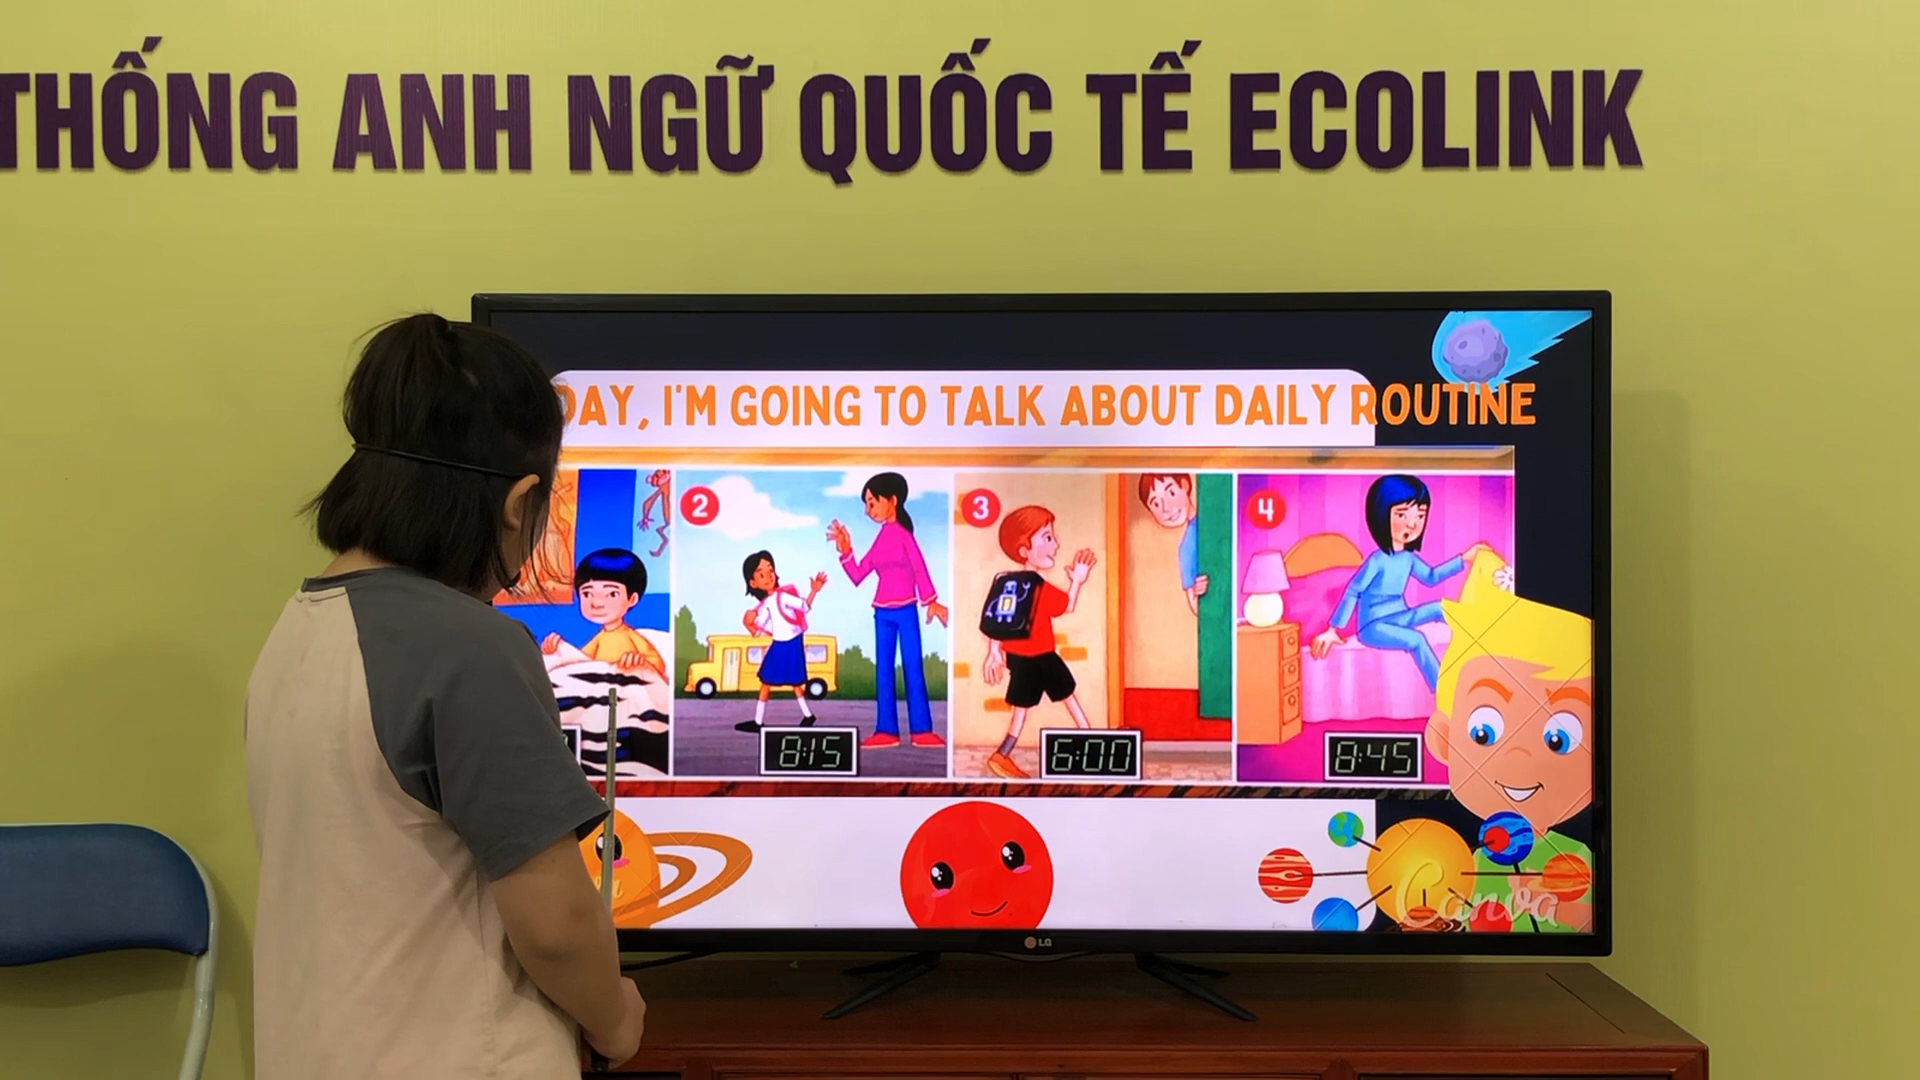 THỐNG ANH NGỮ QUỐC TẾ ECOLINK
DAY, I'M GOING TO TALK ABOUT DAILY ROUTINE
2
3
4
8:15
6:00
8:45
Canva
LG